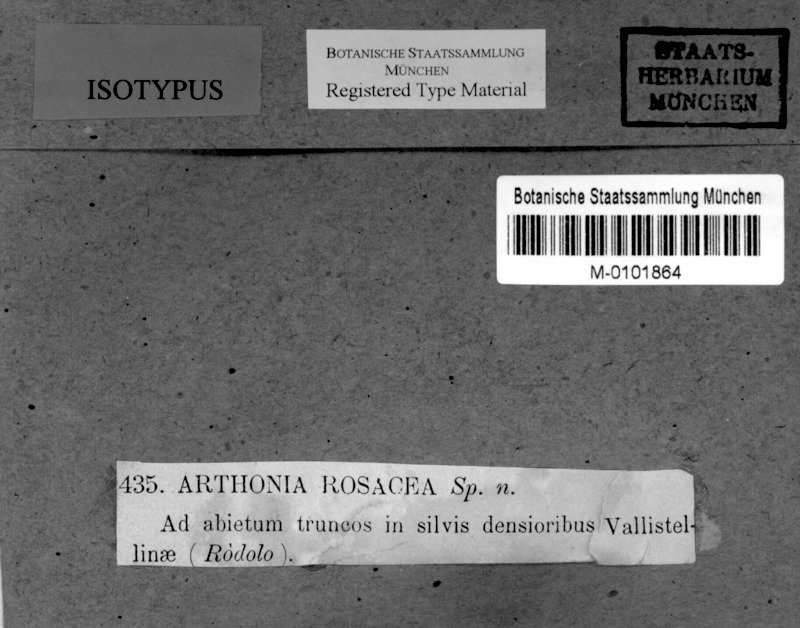 ISOTYPUS
BOTANISCHE STAATSSAMMLUNG
MÜNCHEN
Registered Type Material
STAATS-
HERBARIUM
MÜNCHEN
Botanische Staatssammlung München
M-0101864
435. ARTHONIA ROSACEA Sp. n.
Ad abietum truncos in silvis densioribus Vallistel-
linæ (Ròdolo).